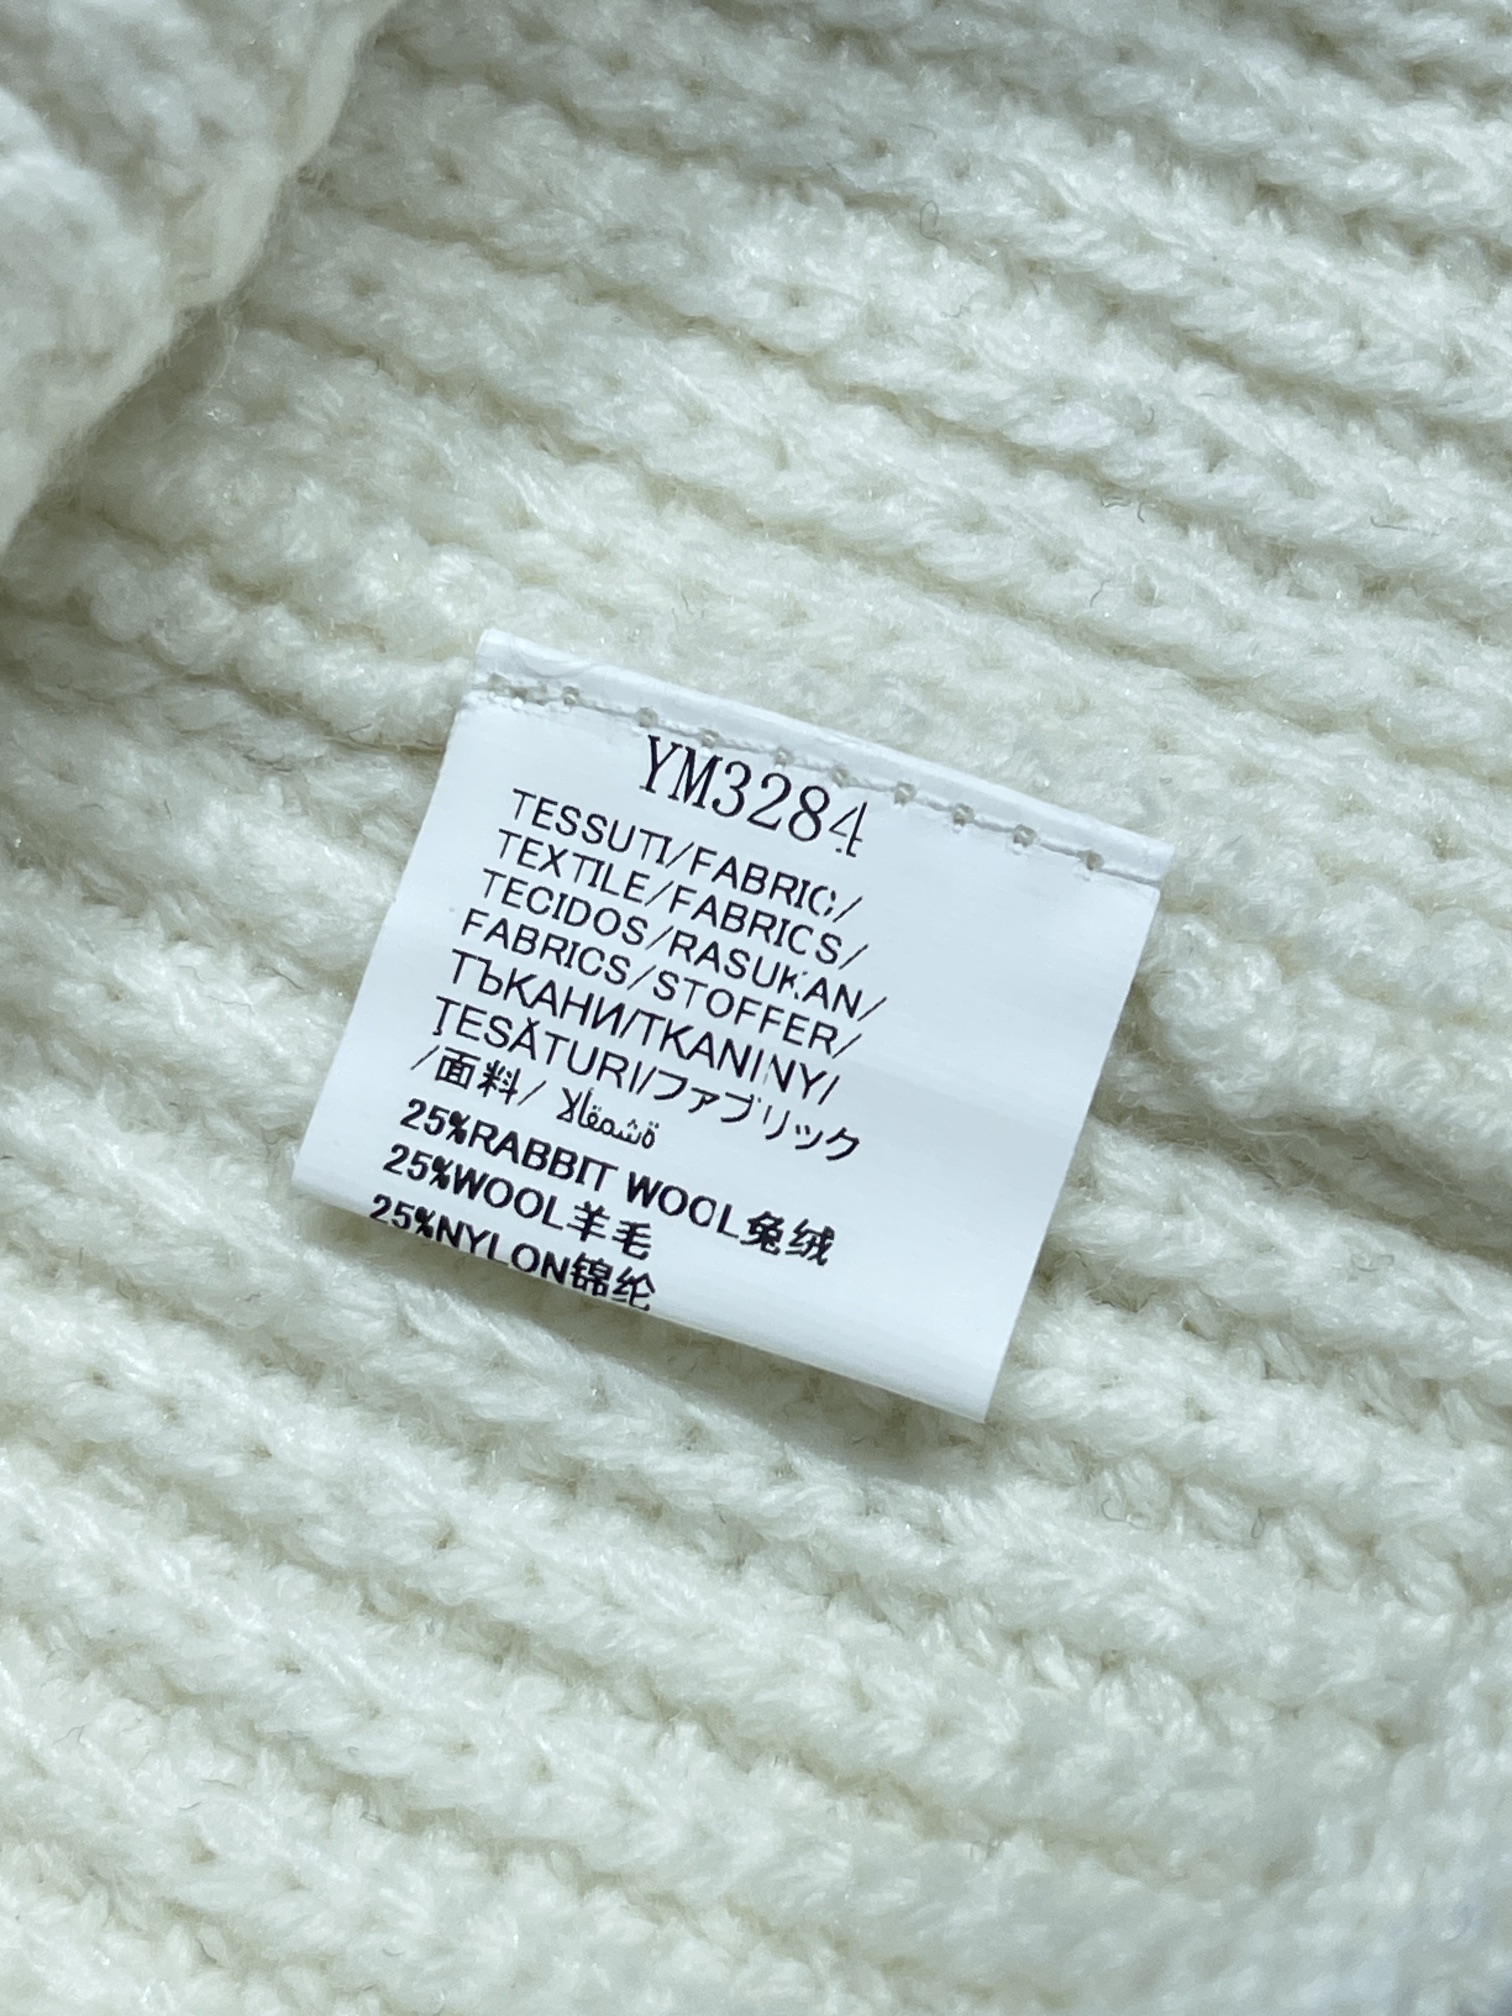 YM3284
TESSUTI/FABRIC/
TEXTILE/FABRICS/
TECIDOS/RASUKAN/
FABRICS/STOFFER/
ТЪКАНИ/TKANINY/
ȚESĂTURI/ファブリック
/面料/ ةشمقألا
25%RABBIT WOOL兔绒
25%WOOL羊毛
25%NYLON锦纶